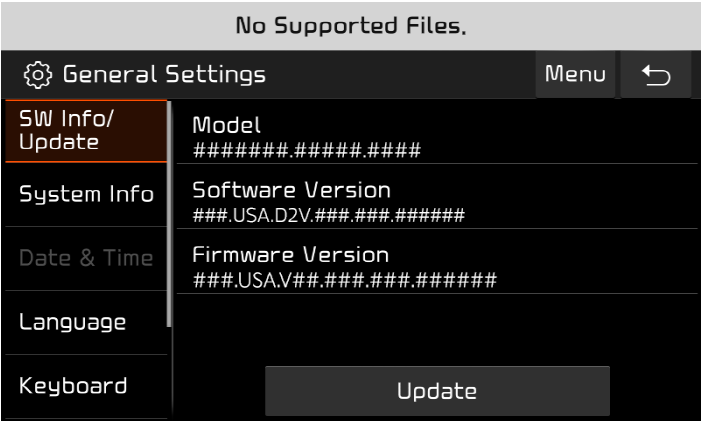 No Supported Files.
General Settings
Menu
SW Info/
Update
System Info
Date & Time
Language
Keyboard
Model
#######.#####.####
Software Version
###.USA.D2V.###.###.######
Firmware Version
###.USA.V##.###.###.######
Update